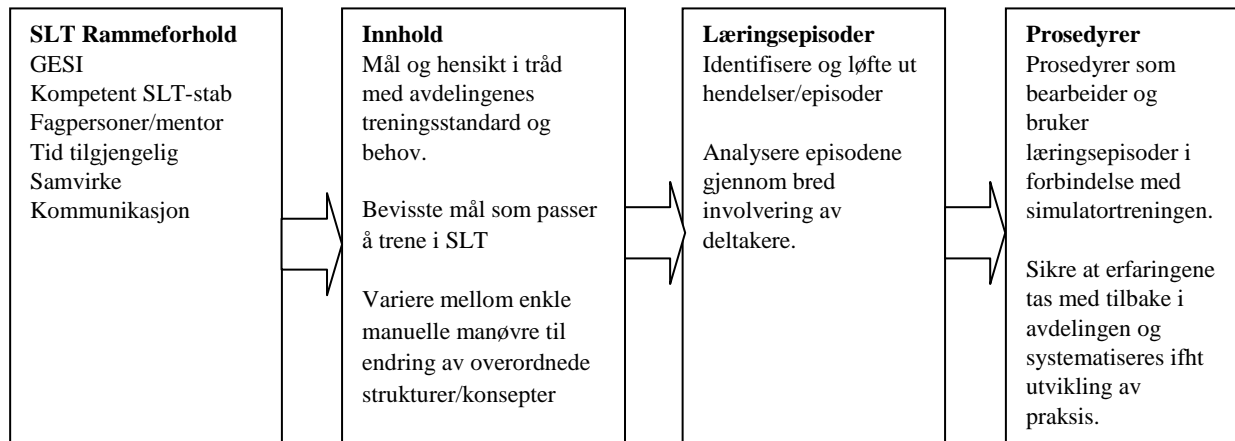 SLT Rammeforhold
GESI
Kompetent SLT-stab
Fagpersoner/mentor
Tid tilgjengelig
Samvirke
Kommunikasjon
Innhold
Mål og hensikt i tråd
med avdelingenes
treningsstandard og
behov.
Bevisste mål som passer
å trene i SLT
Variere mellom enkle
manuelle manøvre til
endring av overordnede
strukturer/konsepter
Læringsepisoder
Identifisere og løfte ut
hendelser/episoder
Analysere episodene
gjennom bred
involvering av
deltakere.
Prosedyrer
Prosedyrer som
bearbeider og
bruker
læringsepisoder i
forbindelse med
simulatortreningen.
Sikre at erfaringene
tas med tilbake i
avdelingen og
systematiseres ifht
utvikling av
praksis.